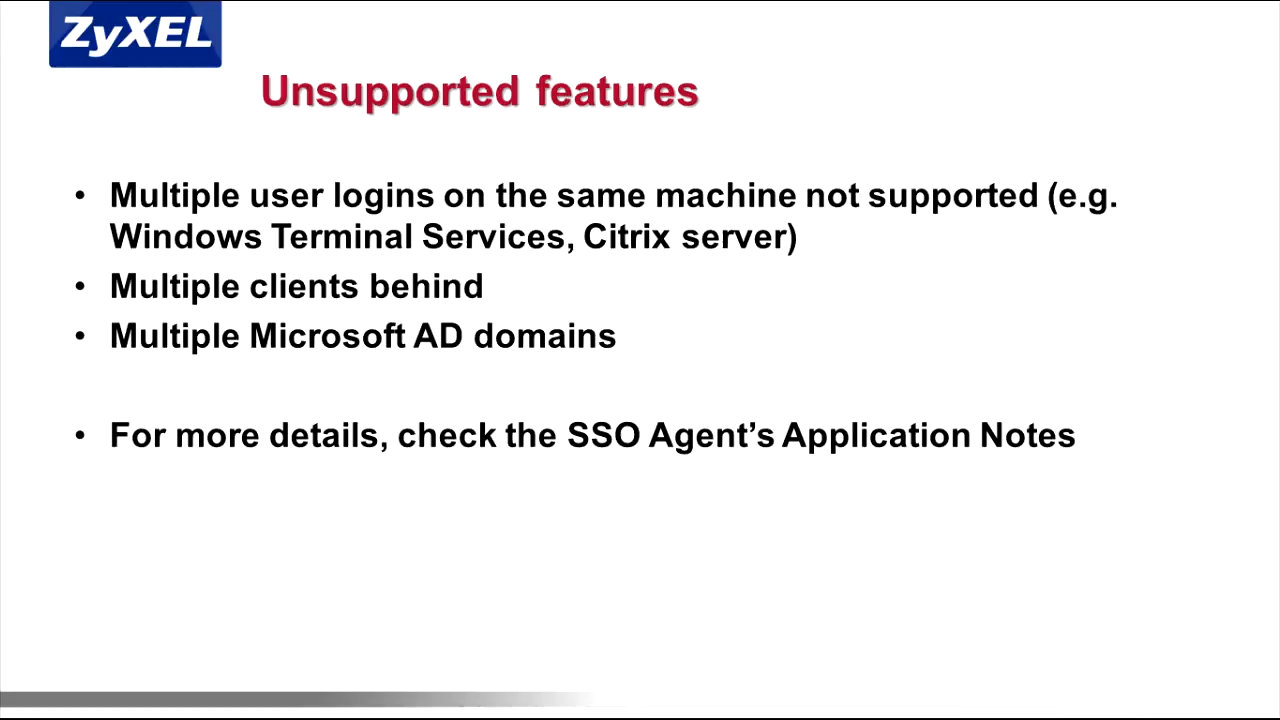 ZyXEL
Unsupported features
• Multiple user logins on the same machine not supported (e.g.
Windows Terminal Services, Citrix server)
• Multiple clients behind
• Multiple Microsoft AD domains
• For more details, check the SSO Agent’s Application Notes